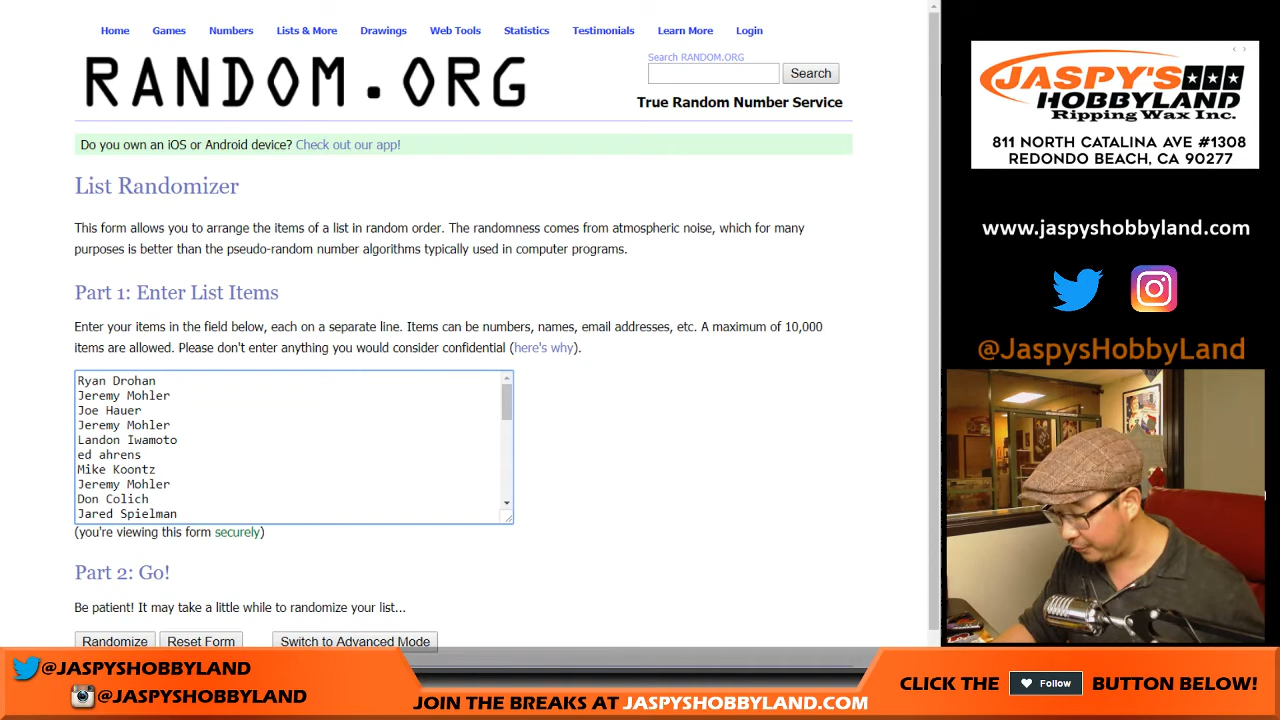 Home Games Numbers Lists & More Drawings Web Tools Statistics Testimonials Learn More Login
RANDOM.ORG
Search RANDOM.ORG
Search
True Random Number Service
Do you own an iOS or Android device? Check out our app!
List Randomizer
This form allows you to arrange the items of a list in random order. The randomness comes from atmospheric noise, which for many
purposes is better than the pseudo-random number algorithms typically used in computer programs.
Part 1: Enter List Items
Enter your items in the field below, each on a separate line. Items can be numbers, names, email addresses, etc. A maximum of 10,000
items are allowed. Please don't enter anything you would consider confidential (here's why).
Ryan Drohan
Jeremy Mohler
Joe Hauer
Jeremy Mohler
Landon Iwamoto
ed ahrens
Mike Koontz
Jeremy Mohler
Don Colich
Jared Spielman
(you're viewing this form securely)
Part 2: Go!
Be patient! It may take a little while to randomize your list...
Randomize Reset Form Switch to Advanced Mode
JASPY'S
HOBBYLAND
Ripping Wax Inc.
811 NORTH CATALINA AVE #1308
REDONDO BEACH, CA 90277
www.jaspyshobbyland.com
@JaspysHobbyLand
@JASPYSHOBBYLAND
@JASPYSHOBBYLAND
JOIN THE BREAKS AT JASPYSHOBBYLAND.COM
CLICK THE Follow BUTTON BELOW!